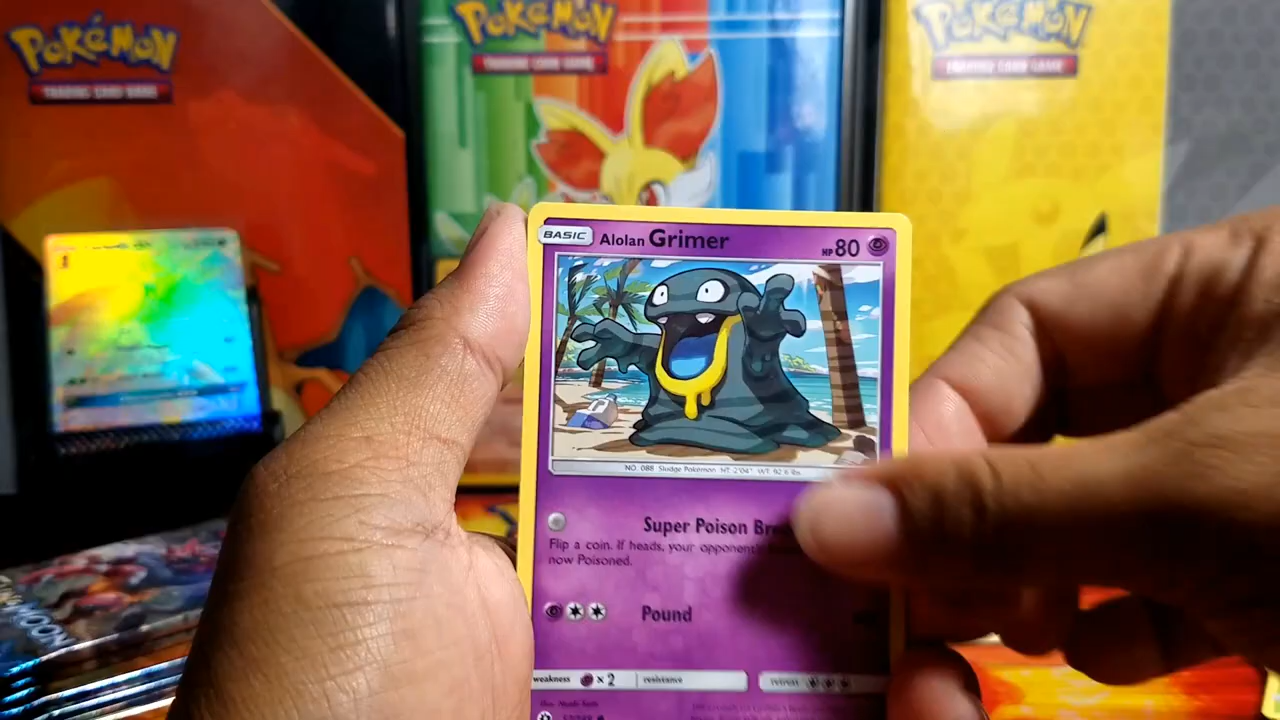 Pokémon
TRADING CARD GAME
Pokémon
TRADING CARD GAME
Pokémon
TRADING CARD GAME
BASIC Alolan Grimer HP 80
NO. 088 Sludge Pokémon HT: 2'04" WT: 92.6 lbs.
Super Poison
Flip a coin. If heads, your opponent's
now Poisoned.
Pound
weakness ×2 resistance retreat
MOON